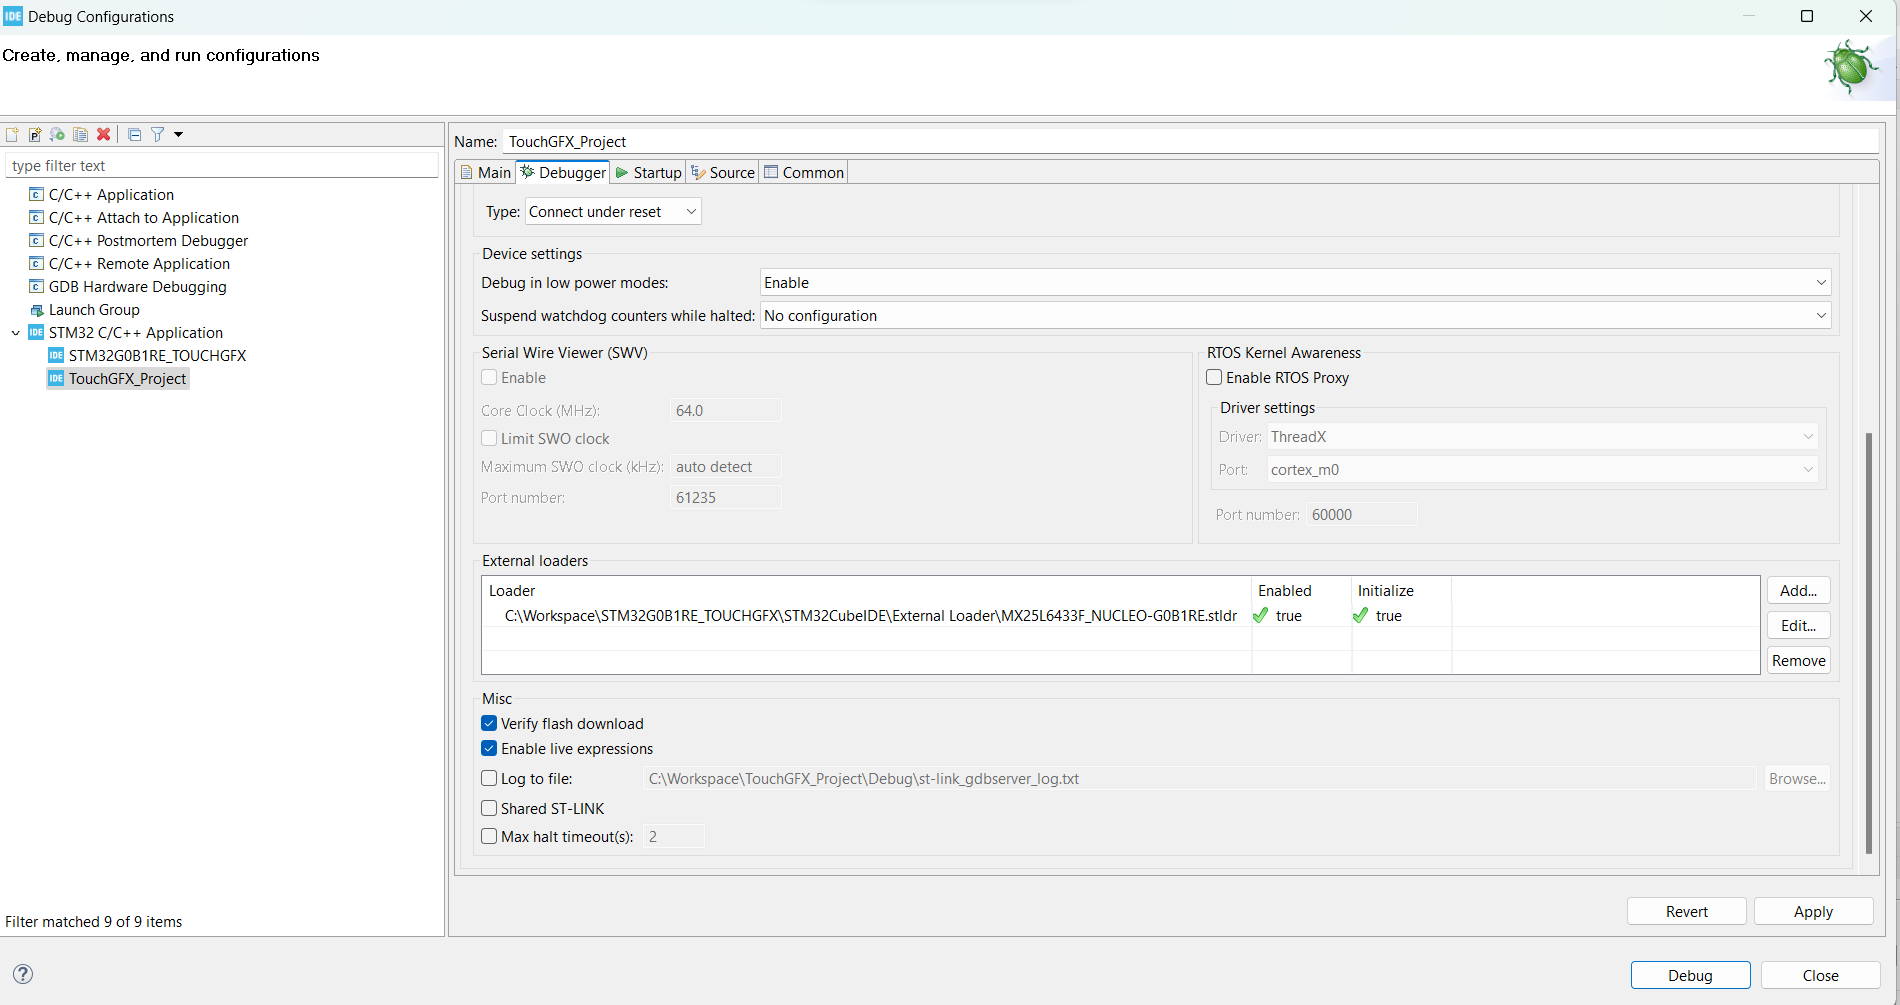 IDE Debug Configurations
Create, manage, and run configurations
type filter text
C/C++ Application
C/C++ Attach to Application
C/C++ Postmortem Debugger
C/C++ Remote Application
GDB Hardware Debugging
Launch Group
IDE STM32 C/C++ Application
IDE STM32G0B1RE_TOUCHGFX
IDE TouchGFX_Project
Filter matched 9 of 9 items
Name: TouchGFX_Project
Main Debugger Startup Source Common
Type: Connect under reset
Device settings
Debug in low power modes: Enable
Suspend watchdog counters while halted: No configuration
Serial Wire Viewer (SWV)
Enable
Core Clock (MHz): 64.0
Limit SWO clock
Maximum SWO clock (kHz): auto detect
Port number: 61235
RTOS Kernel Awareness
Enable RTOS Proxy
Driver settings
Driver: ThreadX
Port: cortex_m0
Port number: 60000
External loaders
Loader Enabled Initialize
C:\Workspace\STM32G0B1RE_TOUCHGFX\STM32CubeIDE\External Loader\MX25L6433F_NUCLEO-G0B1RE.stldr true true
Add...
Edit...
Remove
Misc
Verify flash download
Enable live expressions
Log to file: C:\Workspace\TouchGFX_Project\Debug\st-link_gdbserver_log.txt Browse...
Shared ST-LINK
Max halt timeout(s): 2
Revert Apply
? Debug Close